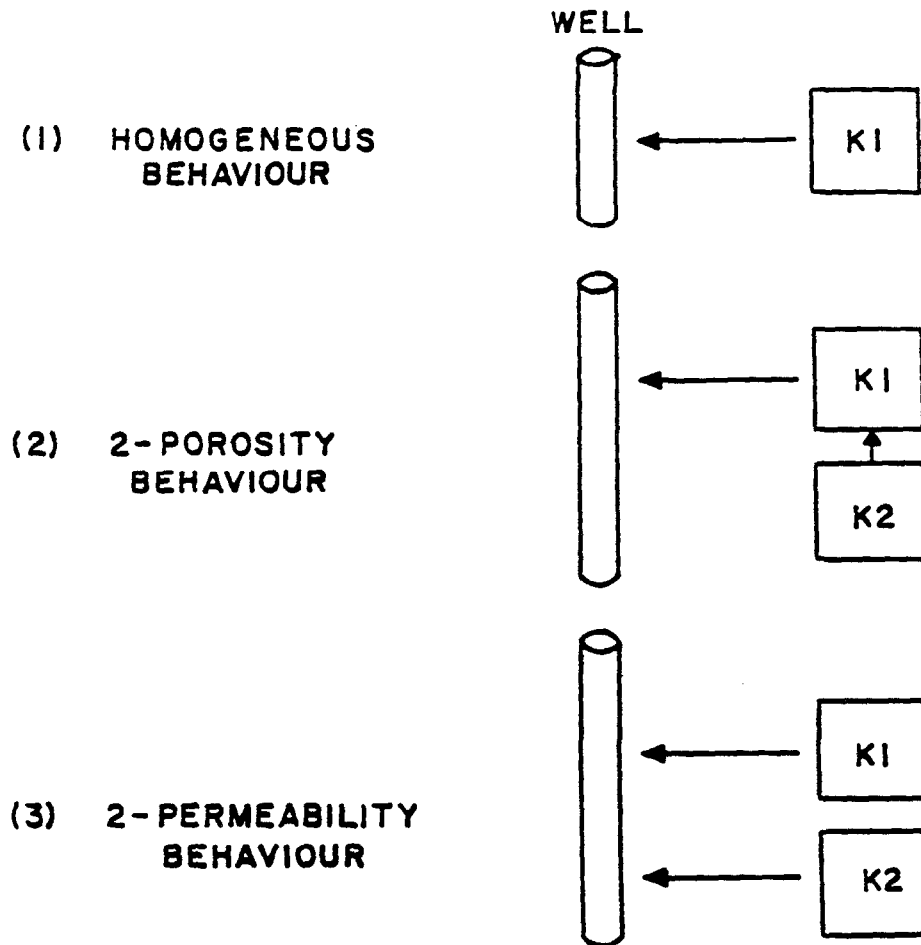 WELL
(1) HOMOGENEOUS
BEHAVIOUR
K1
K1
(2) 2-POROSITY
BEHAVIOUR
K2
K1
(3) 2-PERMEABILITY
BEHAVIOUR
K2